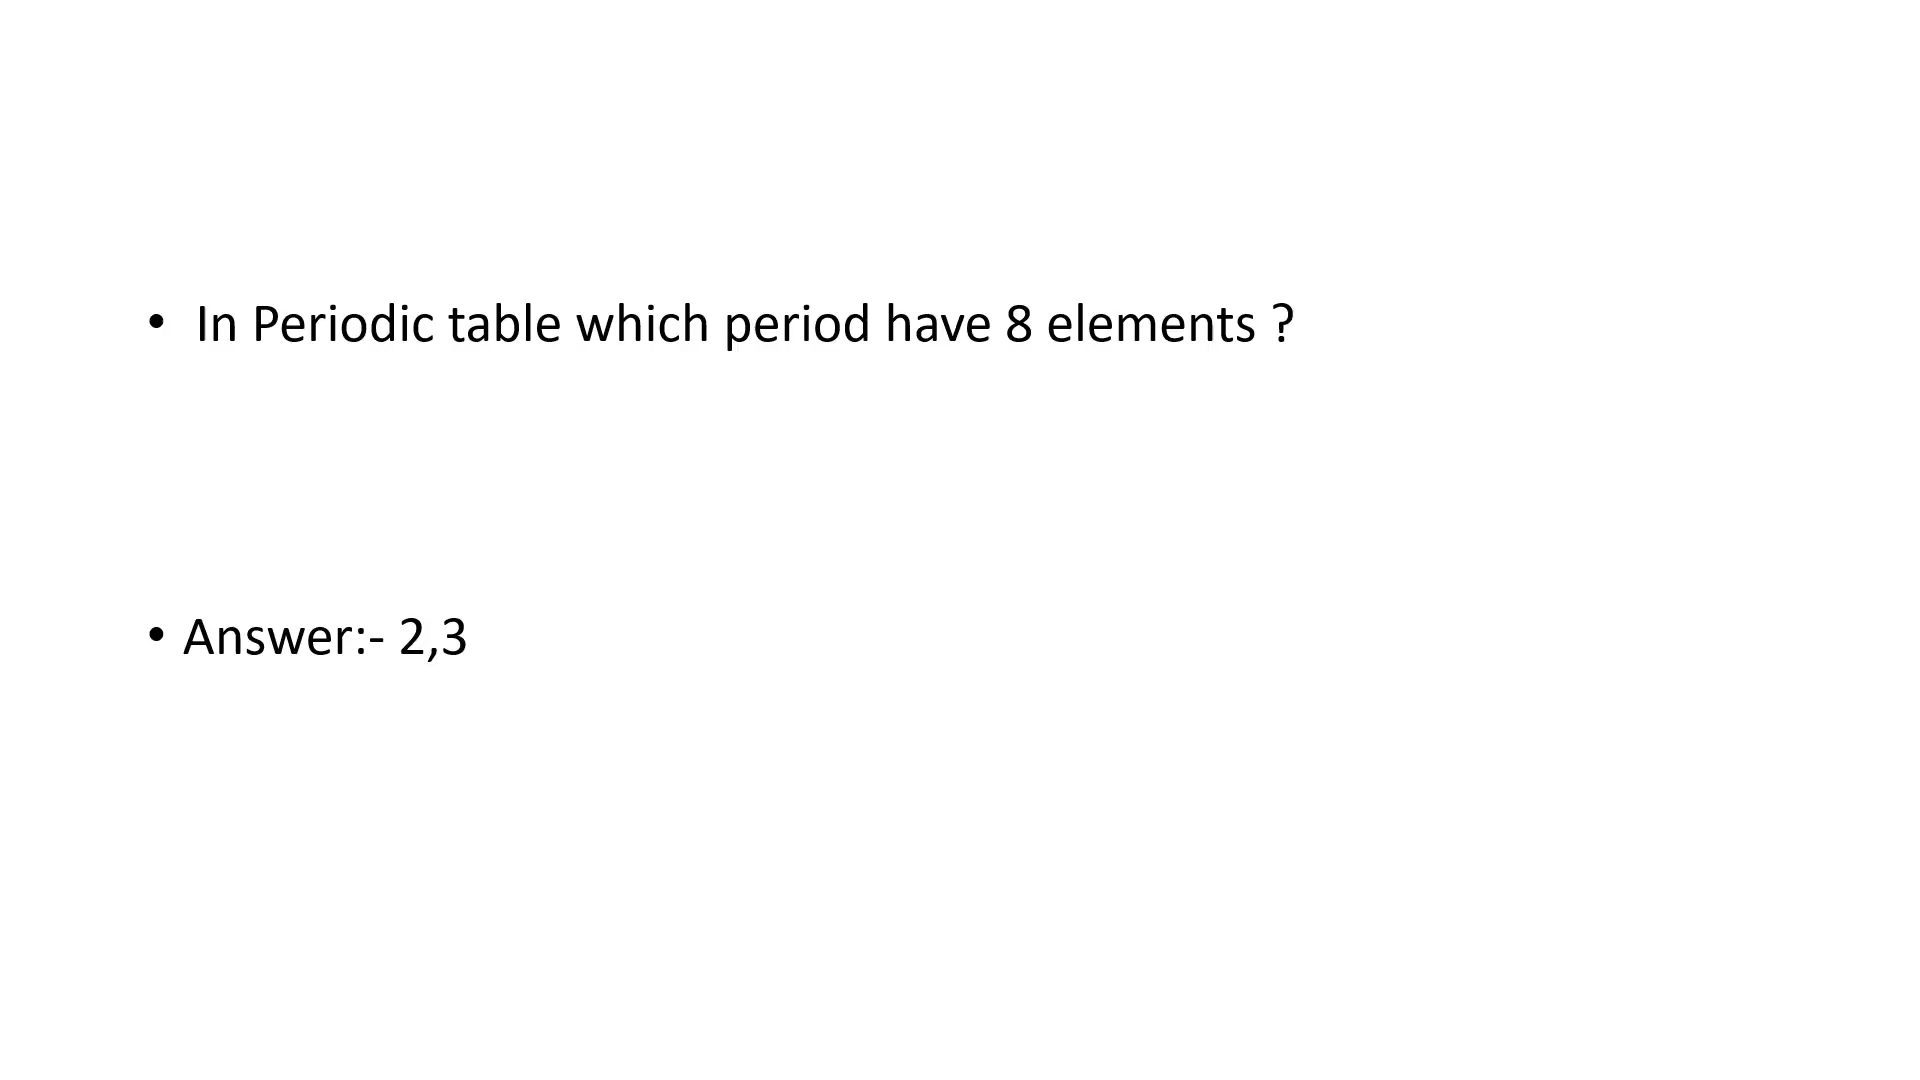 • In Periodic table which period have 8 elements ?
• Answer:- 2,3